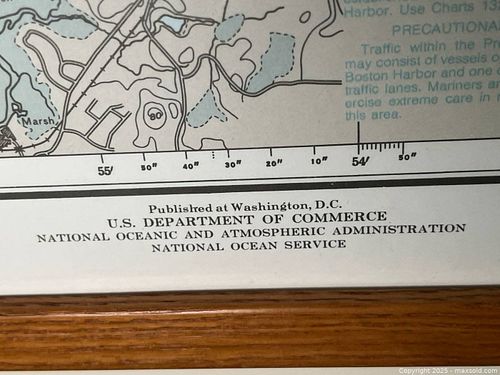 Harbor. Use Charts 13
PRECAUTIONA
Traffic within the Pr
may consist of vessels o
Boston Harbor and one
traffic lanes. Mariners ar
ercise extreme care in
this area.
Marsh
80
55' 50" 40" 30" 20" 10" 54' 50"
Published at Washington, D.C.
U.S. DEPARTMENT OF COMMERCE
NATIONAL OCEANIC AND ATMOSPHERIC ADMINISTRATION
NATIONAL OCEAN SERVICE
Copyright 2025 - maxsold.com